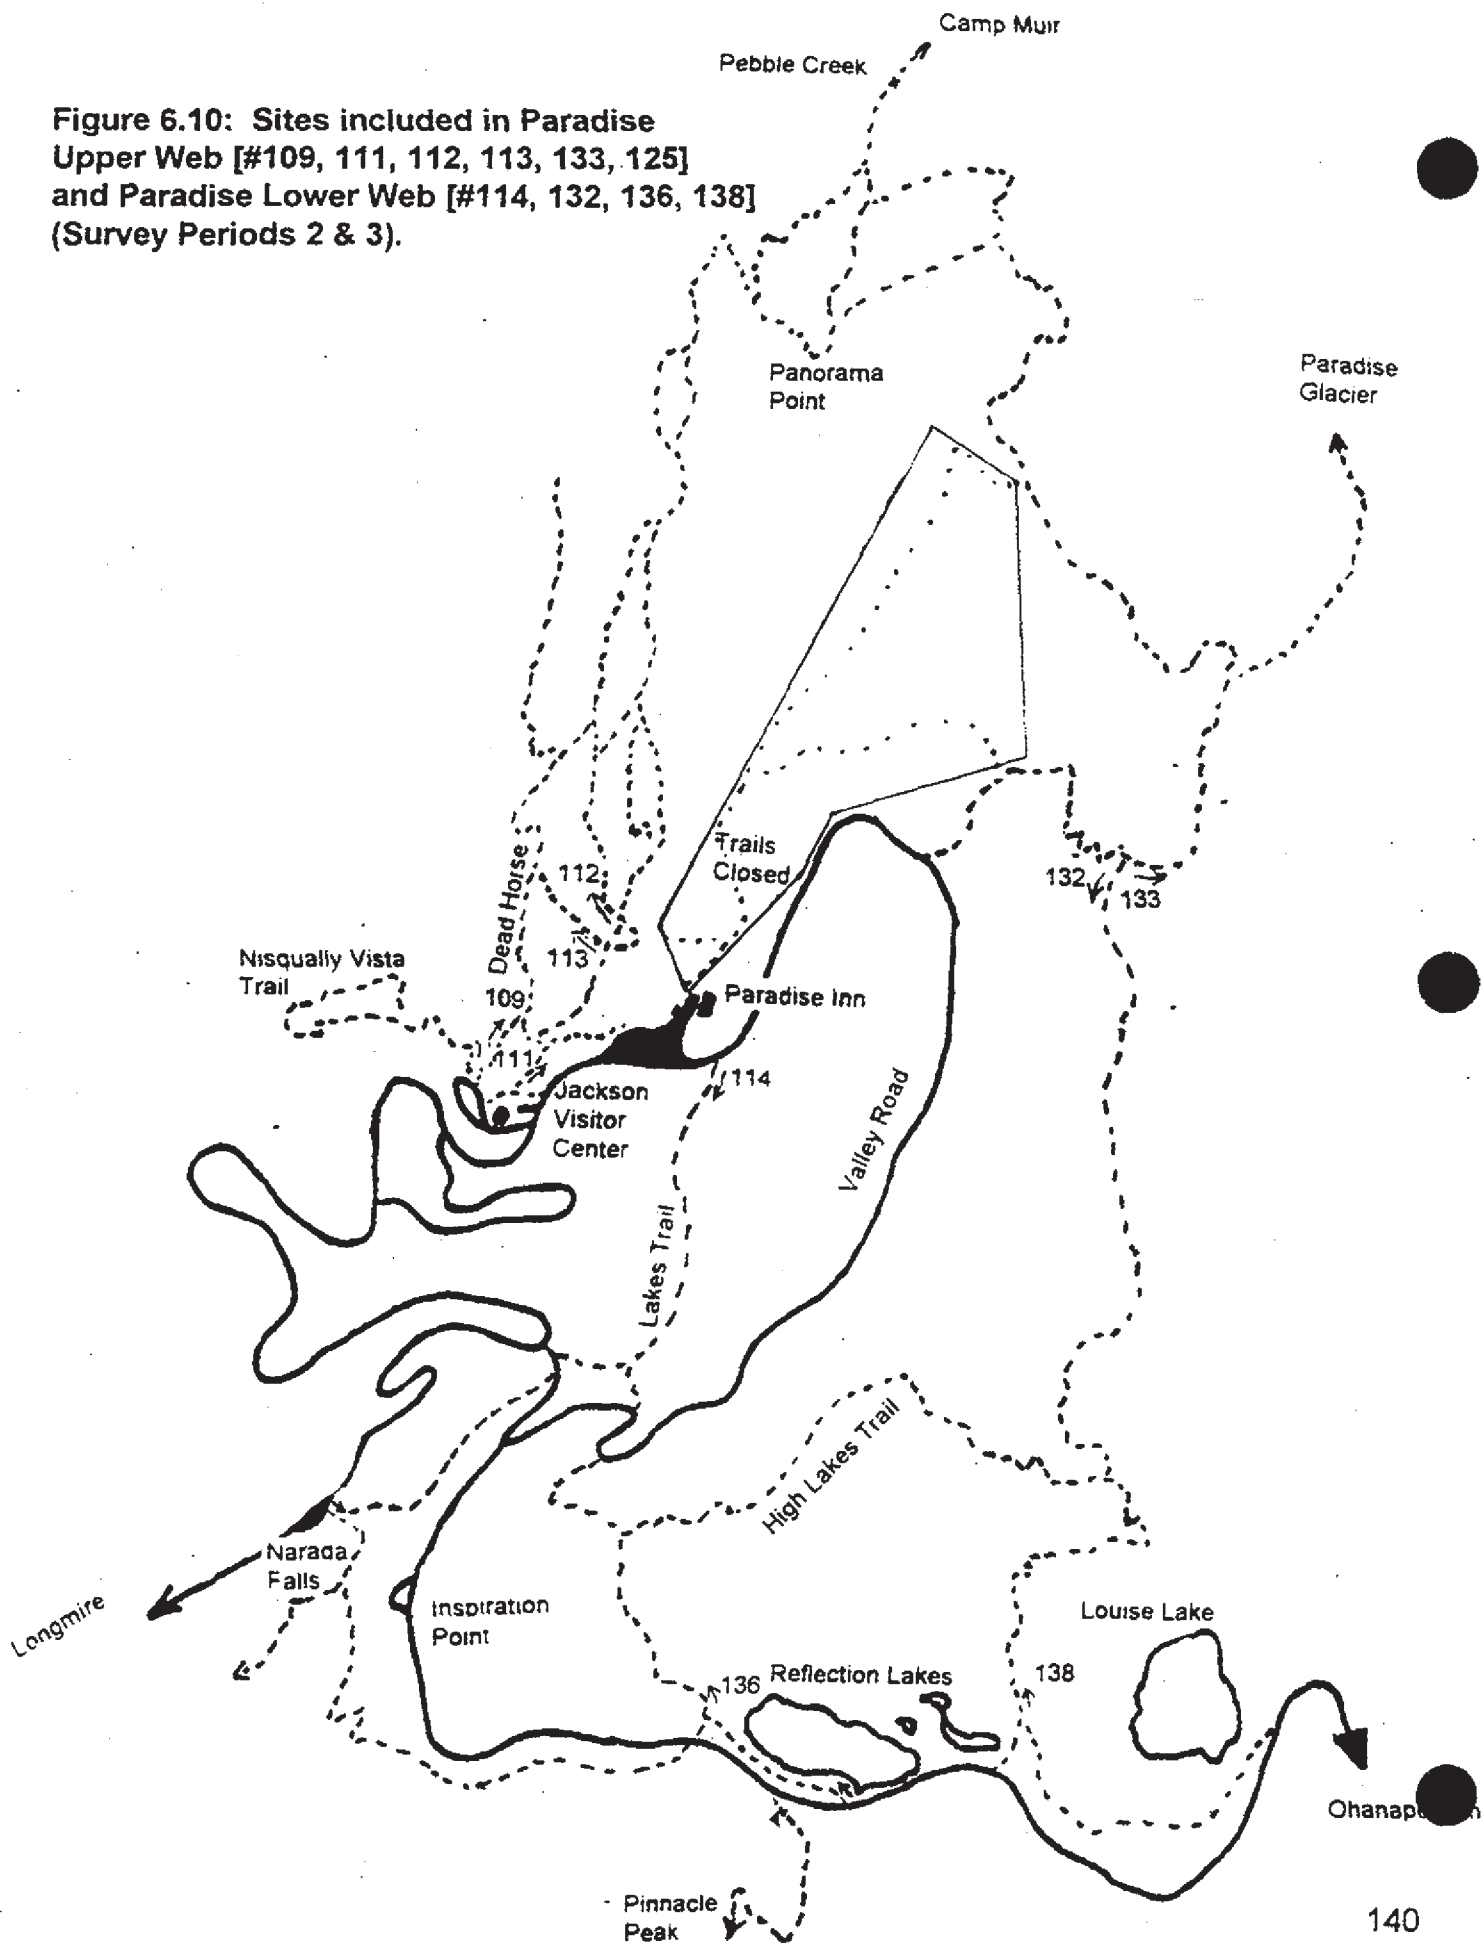 Camp Muir
Pebble Creek
Figure 6.10: Sites included in Paradise
Upper Web [#109, 111, 112, 113, 133, 125]
and Paradise Lower Web [#114, 132, 136, 138]
(Survey Periods 2 & 3).
Panorama
Point
Paradise
Glacier
Trails
Closed
112
132
133
Dead Horse
113
Nisqually Vista
Trail
109
Paradise Inn
111
114
Jackson
Visitor
Center
Valley Road
Lakes Trail
High Lakes Trail
Narada
Falls
Longmire
Inspiration
Point
Louise Lake
136
Reflection Lakes
138
Pinnacle
Peak
140